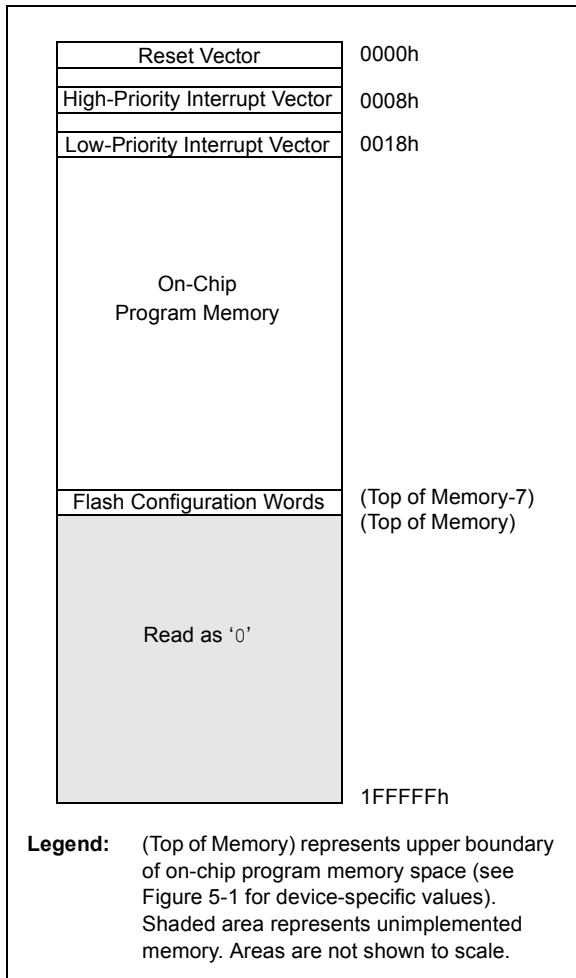 Reset Vector 0000h
High-Priority Interrupt Vector 0008h
Low-Priority Interrupt Vector 0018h
On-Chip
Program Memory
Flash Configuration Words (Top of Memory-7)
(Top of Memory)
Read as ‘0’
1FFFFFh
Legend: (Top of Memory) represents upper boundary
of on-chip program memory space (see
Figure 5-1 for device-specific values).
Shaded area represents unimplemented
memory. Areas are not shown to scale.